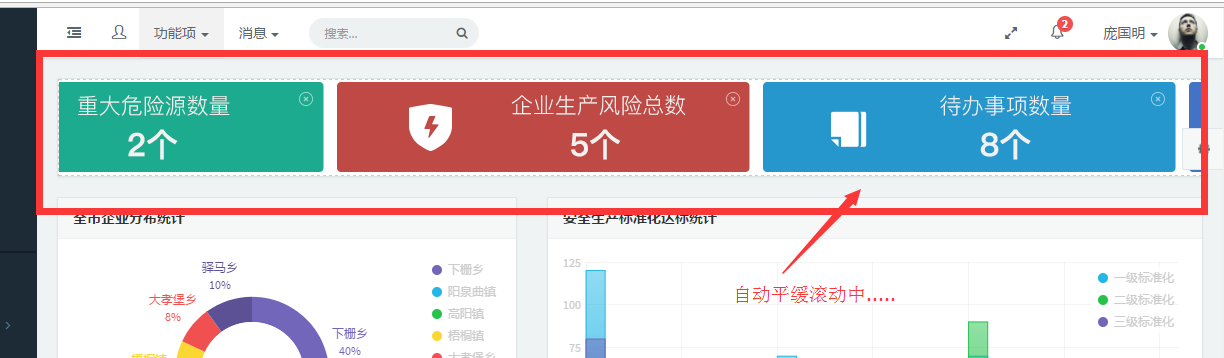 功能项 消息 搜索... 2 庞国明
重大危险源数量 企业生产风险总数 待办事项数量
2个 5个 8个
全市企业分布统计 安全生产标准化达标统计
驿马乡
10%
大孝堡乡
8%
下栅乡
40%
梧桐镇
下栅乡
阳泉曲镇
高阳镇
梧桐镇
大孝堡乡
125
100
75
自动平缓滚动中.....
一级标准化
二级标准化
三级标准化